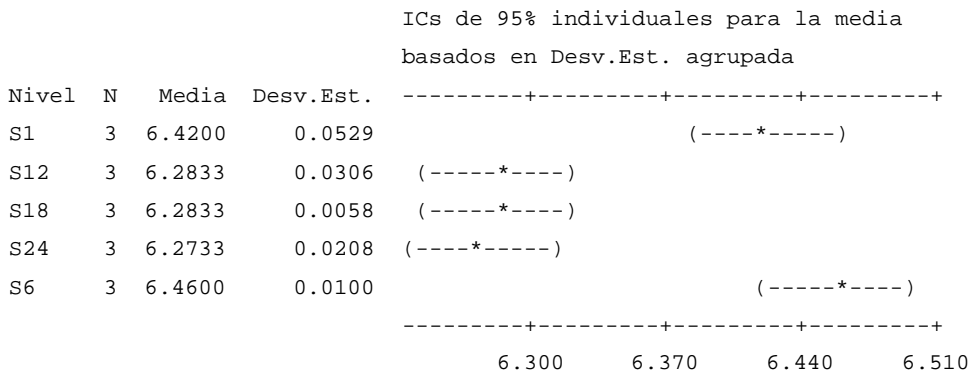 ICs de 95% individuales para la media
                              basados en Desv.Est. agrupada
Nivel  N   Media  Desv.Est.  ---------+---------+---------+---------+
S1     3  6.4200     0.0529                        (----*-----)
S12    3  6.2833     0.0306   (-----*----)
S18    3  6.2833     0.0058   (-----*----)
S24    3  6.2733     0.0208  (----*-----)
S6     3  6.4600     0.0100                             (-----*----)
                             ---------+---------+---------+---------+
                                    6.300     6.370     6.440     6.510